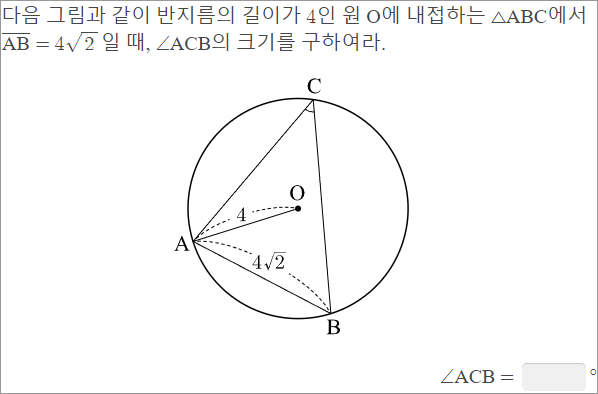 다음 그림과 같이 반지름의 길이가 4인 원 O에 내접하는 △ABC에서
AB̅ = 4√2 일 때, ∠ACB의 크기를 구하여라.
C
O
4
A
4√2
B
∠ACB = °